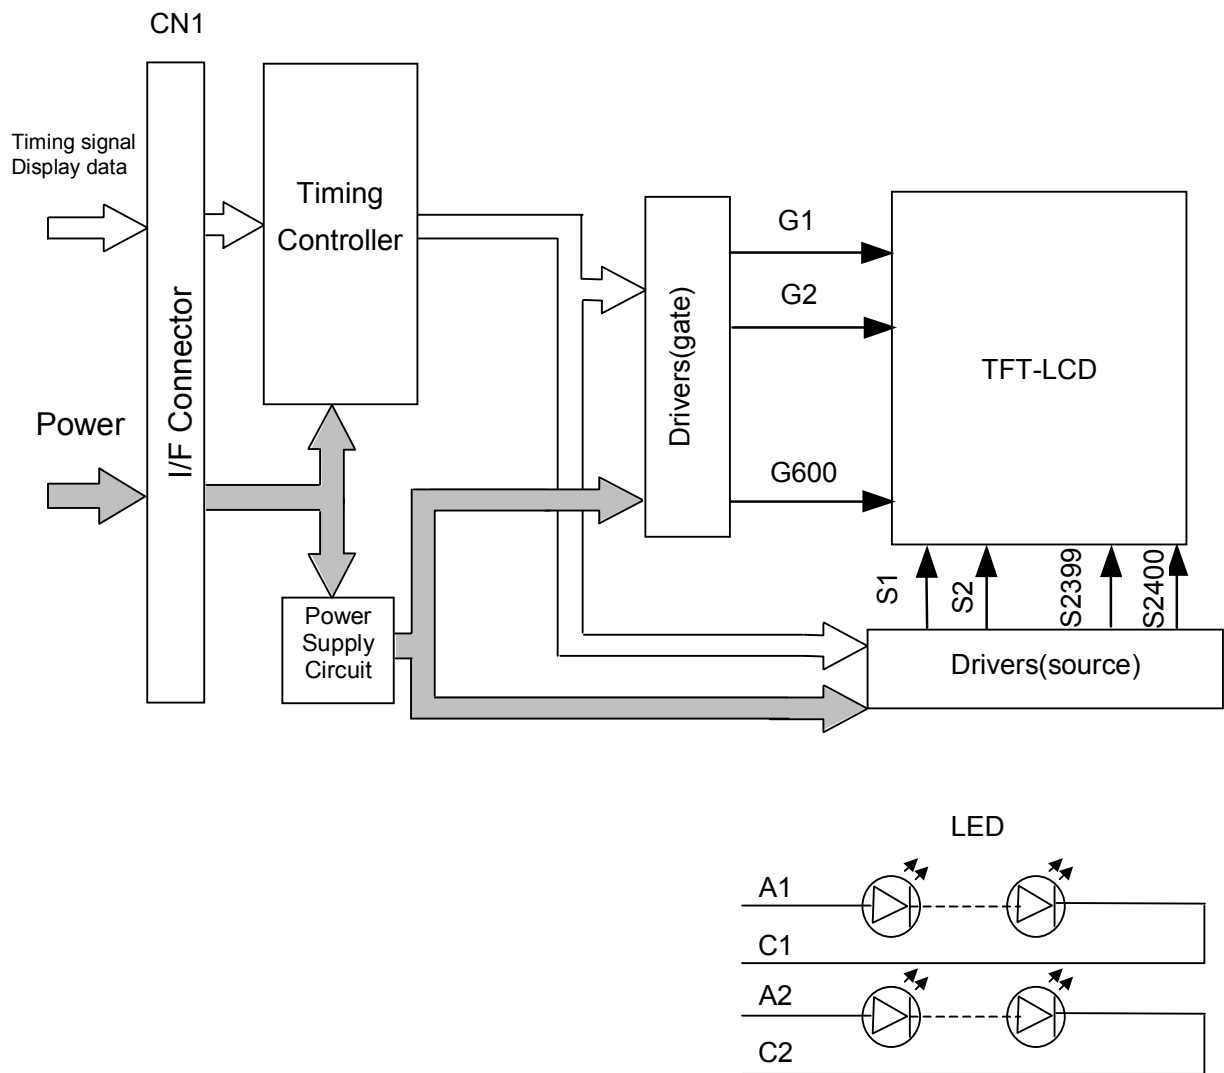 CN1
Timing signal
Display data
Power
I/F Connector
Timing
Controller
Power
Supply
Circuit
Drivers(gate)
G1
G2
G600
TFT-LCD
S1
S2
S2399
S2400
Drivers(source)
LED
A1
C1
A2
C2